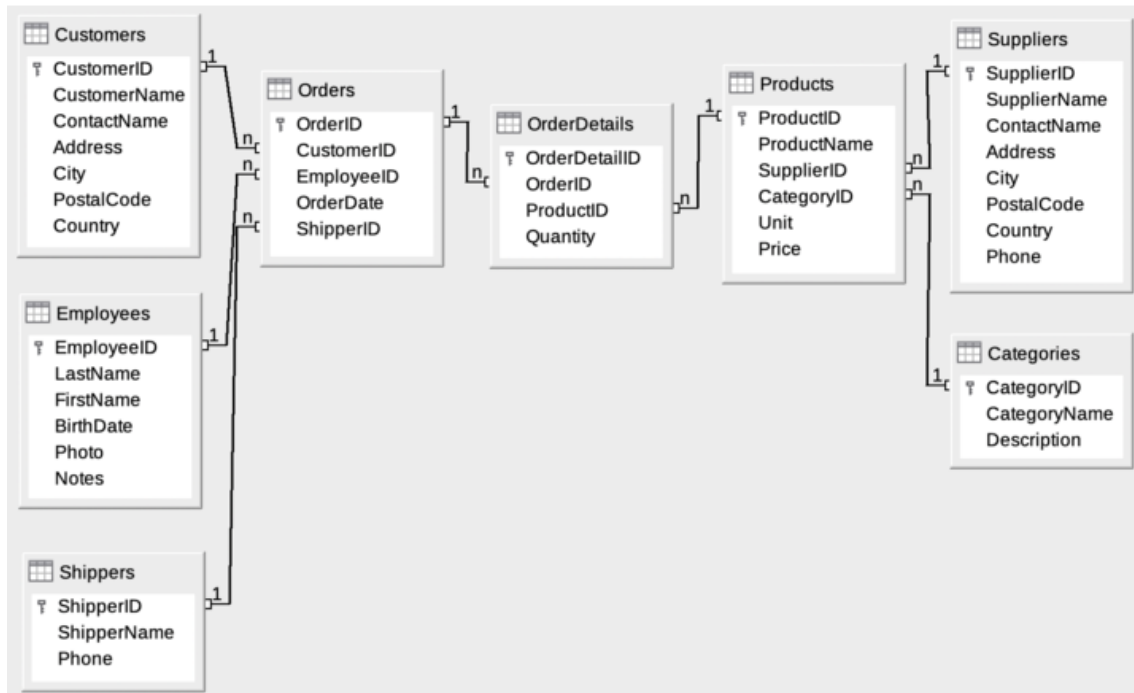 Customers
CustomerID
CustomerName
ContactName
Address
City
PostalCode
Country
1
Employees
EmployeeID
LastName
FirstName
BirthDate
Photo
Notes
1
Shippers
ShipperID
ShipperName
Phone
1
Orders
OrderID
CustomerID
EmployeeID
OrderDate
ShipperID
n
n
n
1
OrderDetails
OrderDetailID
OrderID
ProductID
Quantity
n
n
Products
ProductID
ProductName
SupplierID
CategoryID
Unit
Price
1
n
n
Suppliers
SupplierID
SupplierName
ContactName
Address
City
PostalCode
Country
Phone
1
Categories
CategoryID
CategoryName
Description
1